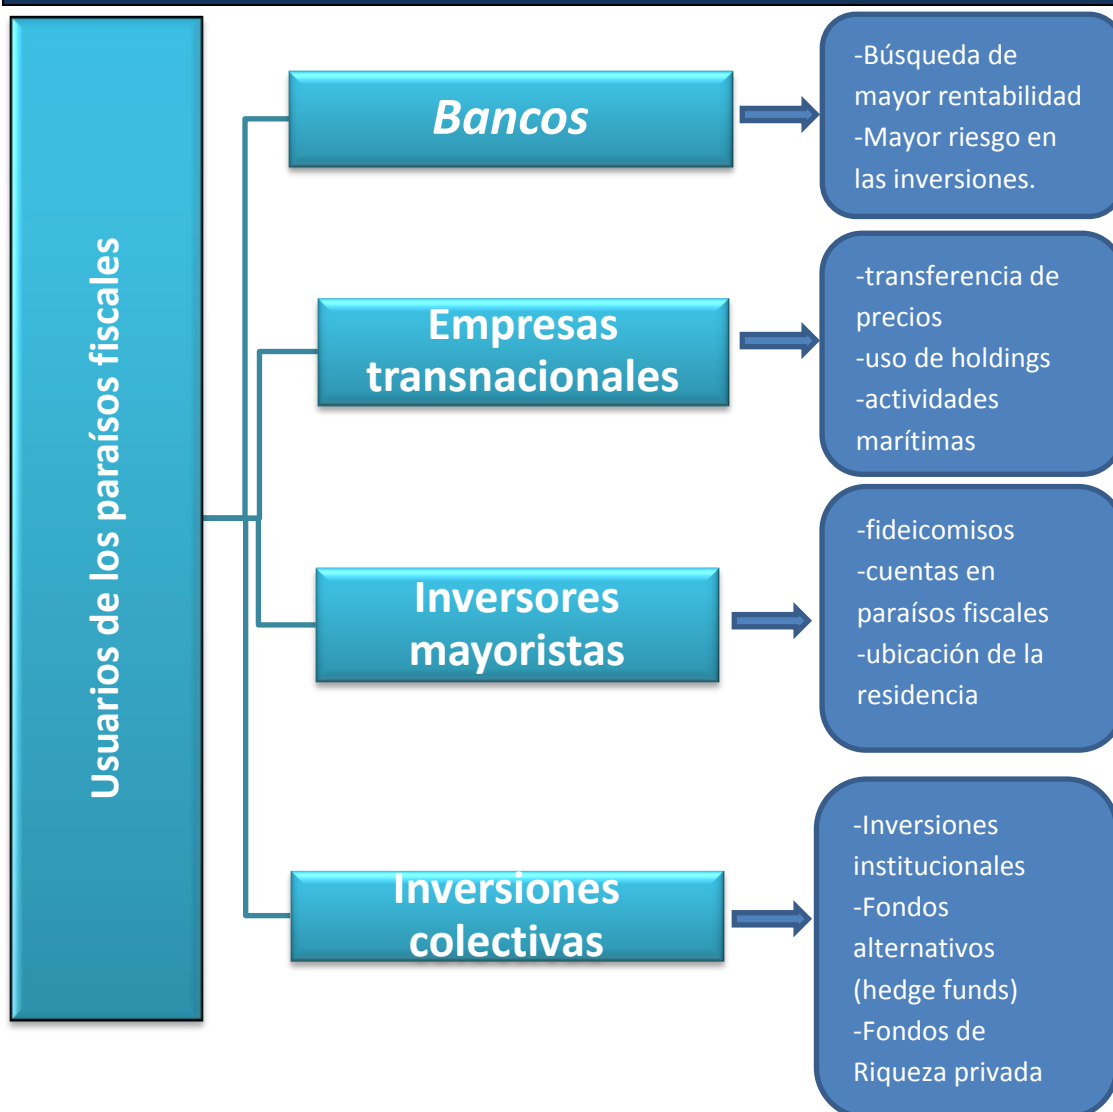 Usuarios de los paraísos fiscales
Bancos
-Búsqueda de
mayor rentabilidad
-Mayor riesgo en
las inversiones.
Empresas
transnacionales
-transferencia de
precios
-uso de holdings
-actividades
marítimas
Inversores
mayoristas
-fideicomisos
-cuentas en
paraísos fiscales
-ubicación de la
residencia
Inversiones
colectivas
-Inversiones
institucionales
-Fondos
alternativos
(hedge funds)
-Fondos de
Riqueza privada